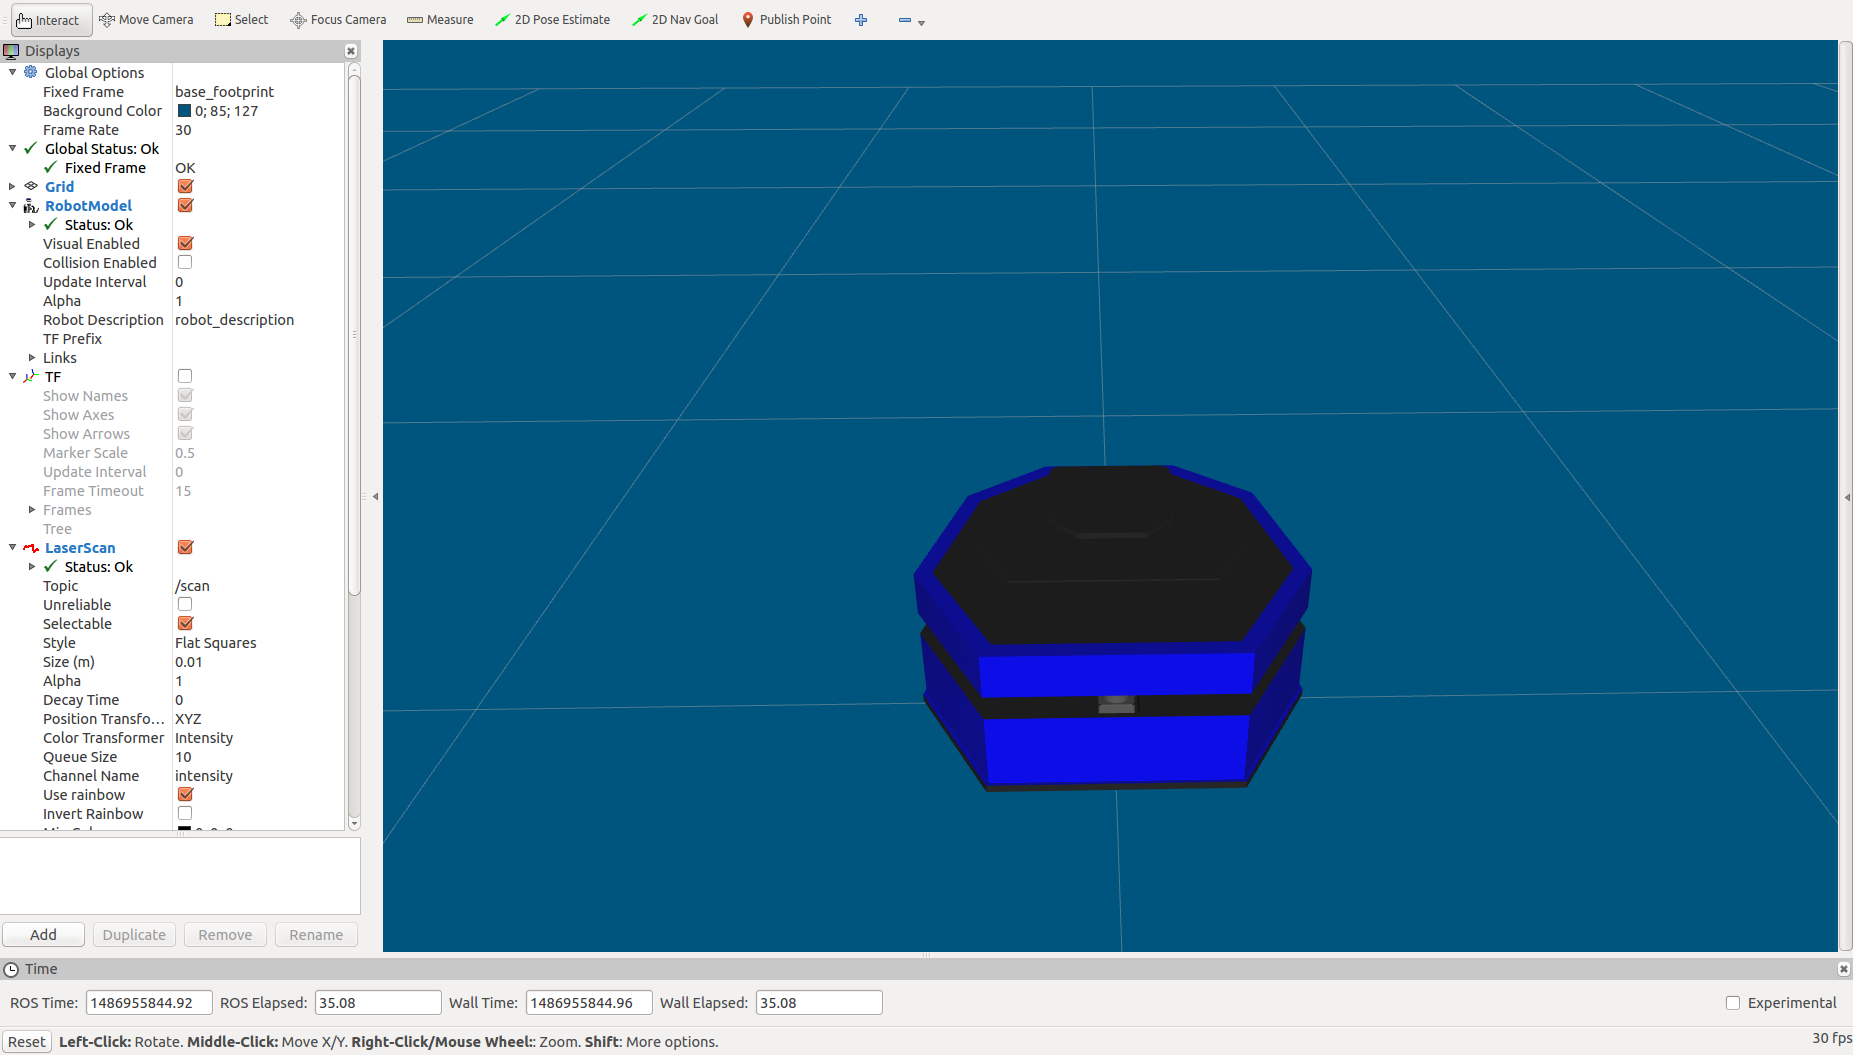 Interact Move Camera Select Focus Camera Measure 2D Pose Estimate 2D Nav Goal Publish Point
Displays
Global Options
Fixed Frame base_footprint
Background Color 0; 85; 127
Frame Rate 30
Global Status: Ok
Fixed Frame OK
Grid
RobotModel
Status: Ok
Visual Enabled
Collision Enabled
Update Interval 0
Alpha 1
Robot Description robot_description
TF Prefix
Links
TF
Show Names
Show Axes
Show Arrows
Marker Scale 0.5
Update Interval 0
Frame Timeout 15
Frames
Tree
LaserScan
Status: Ok
Topic /scan
Unreliable
Selectable
Style Flat Squares
Size (m) 0.01
Alpha 1
Decay Time 0
Position Transfo... XYZ
Color Transformer Intensity
Queue Size 10
Channel Name intensity
Use rainbow
Invert Rainbow
Add Duplicate Remove Rename
Time
ROS Time: 1486955844.92 ROS Elapsed: 35.08 Wall Time: 1486955844.96 Wall Elapsed: 35.08 Experimental
Reset Left-Click: Rotate. Middle-Click: Move X/Y. Right-Click/Mouse Wheel:: Zoom. Shift: More options. 30 fps